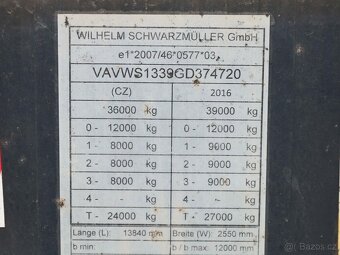 WILHELM SCHWARZMÜLLER GmbH
e1*2007/46*0577*03
VAVWS1339GD374720
(CZ) 2016
36000 kg 39000 kg
0- 12000 kg 0- 12000 kg
1- 8000 kg 1- 9000 kg
2- 8000 kg 2- 9000 kg
3- 8000 kg 3- 9000 kg
4- kg 4- kg
T- 24000 kg T- 27000 kg
Länge (L): 13840 mm Breite (W): 2550 mm
b min: b / b max: 12000 mm
bazos.cz